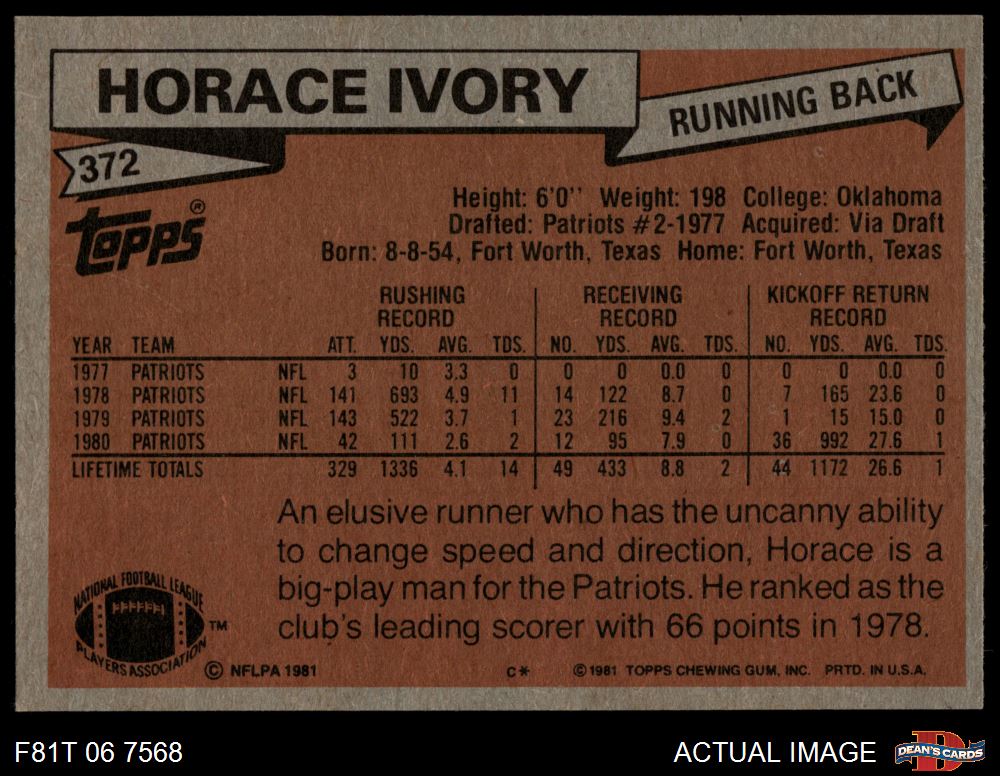 HORACE IVORY
RUNNING BACK
372
Topps®
Height: 6'0'' Weight: 198 College: Oklahoma
Drafted: Patriots #2-1977 Acquired: Via Draft
Born: 8-8-54, Fort Worth, Texas Home: Fort Worth, Texas
RUSHING RECEIVING KICKOFF RETURN
RECORD RECORD RECORD
YEAR TEAM ATT. YDS. AVG. TDS. NO. YDS. AVG. TDS. NO. YDS. AVG. TDS.
1977 PATRIOTS NFL 3 10 3.3 0 0 0 0.0 0 0 0 0.0 0
1978 PATRIOTS NFL 141 693 4.9 11 14 122 8.7 0 7 165 23.6 0
1979 PATRIOTS NFL 143 522 3.7 1 23 216 9.4 2 1 15 15.0 0
1980 PATRIOTS NFL 42 111 2.6 2 12 95 7.9 0 36 992 27.6 1
LIFETIME TOTALS 329 1336 4.1 14 49 433 8.8 2 44 1172 26.6 1
An elusive runner who has the uncanny ability
to change speed and direction, Horace is a
big-play man for the Patriots. He ranked as the
club's leading scorer with 66 points in 1978.
NATIONAL FOOTBALL LEAGUE
PLAYERS ASSOCIATION
TM
© NFLPA 1981 C* © 1981 TOPPS CHEWING GUM, INC. PRTD. IN U.S.A.
F81T 06 7568 ACTUAL IMAGE D DEAN'S CARDS